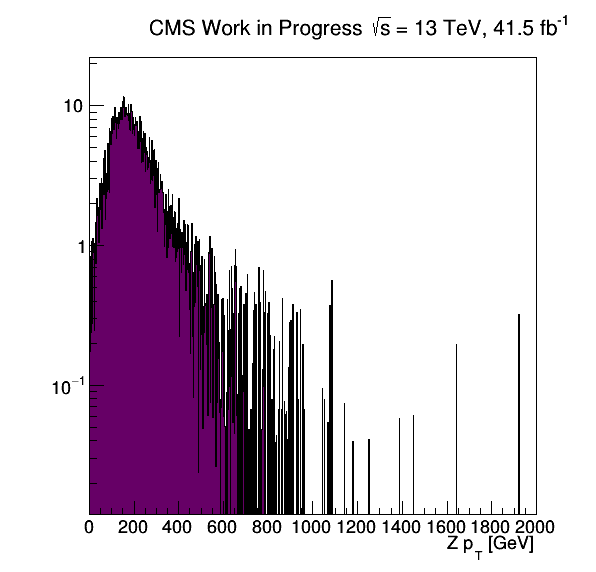 CMS Work in Progress √s = 13 TeV, 41.5 fb⁻¹
10
1
10⁻¹
0 200 400 600 800 1000 1200 1400 1600 1800 2000
Z p_T [GeV]